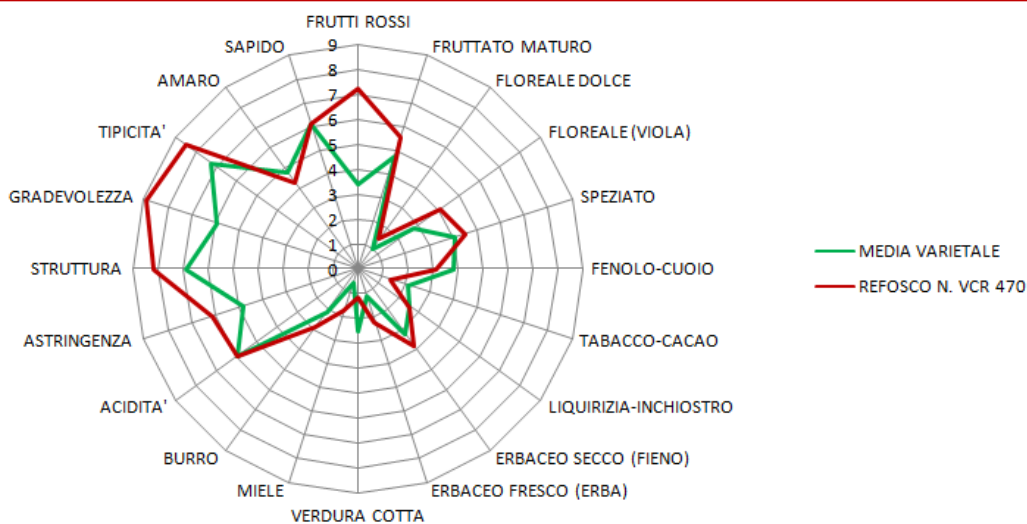 FRUTTI ROSSI
SAPIDO
FRUTTATO MATURO
AMARO
FLOREALE DOLCE
TIPICITA'
FLOREALE (VIOLA)
GRADEVOLEZZA
SPEZIATO
STRUTTURA
FENOLO-CUOIO
ASTRINGENZA
TABACCO-CACAO
ACIDITA'
LIQUIRIZIA-INCHIOSTRO
BURRO
ERBACEO SECCO (FIENO)
MIELE
ERBACEO FRESCO (ERBA)
VERDURA COTTA
9
8
7
6
5
4
3
2
1
0
MEDIA VARIETALE
REFOSCO N. VCR 470